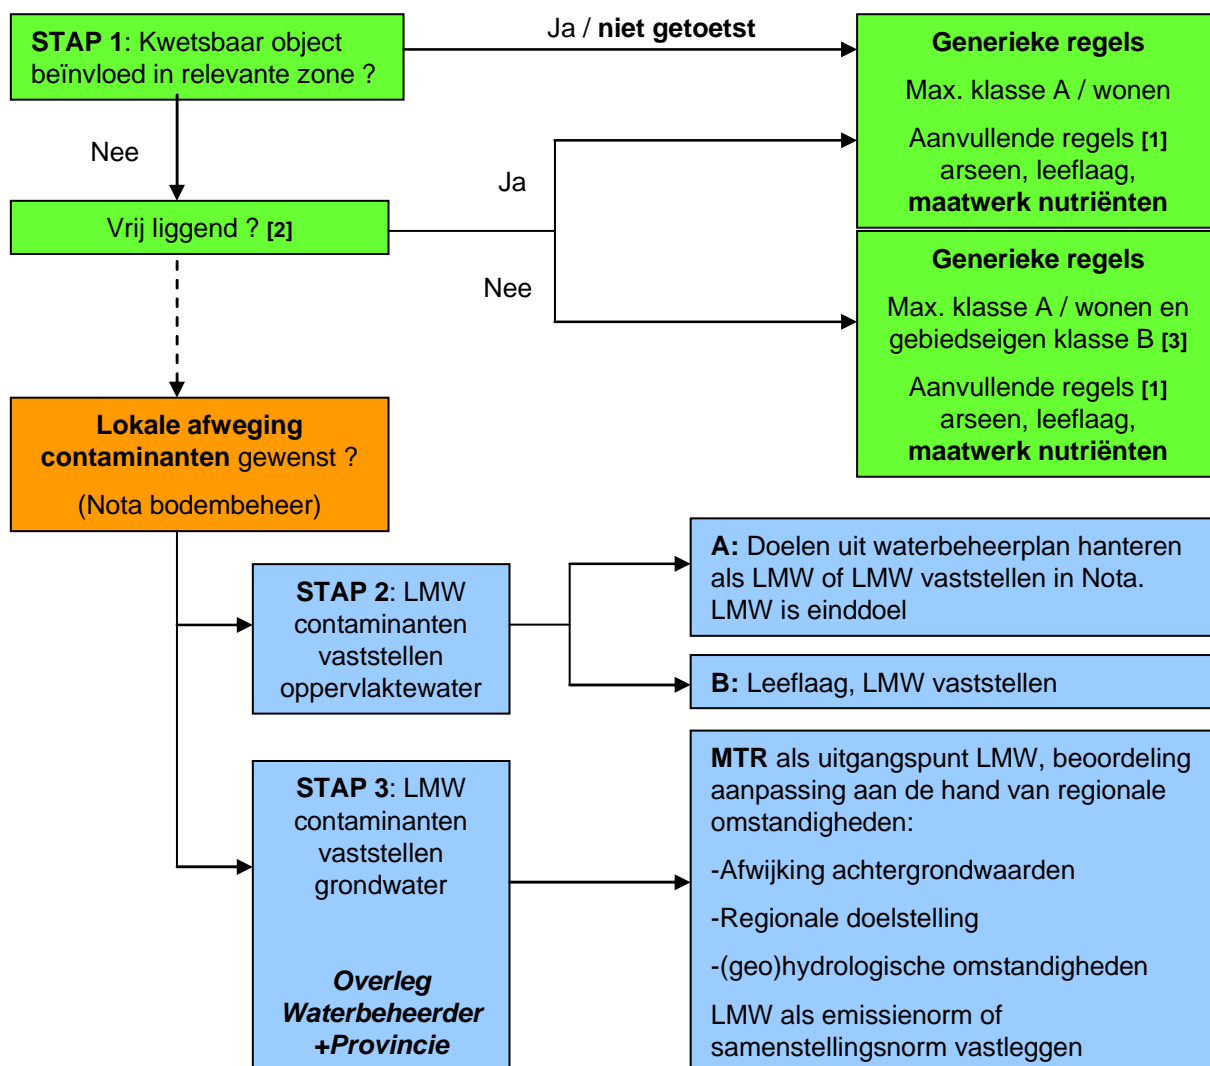 STAP 1: Kwetsbaar object
beïnvloed in relevante zone ?
Ja / niet getoetst
Generieke regels
Max. klasse A / wonen
Aanvullende regels [1]
arseen, leeflaag,
maatwerk nutriënten
Nee
Ja
Vrij liggend ? [2]
Nee
Generieke regels
Max. klasse A / wonen en
gebiedseigen klasse B [3]
Aanvullende regels [1]
arseen, leeflaag,
maatwerk nutriënten
Lokale afweging
contaminanten gewenst ?
(Nota bodembeheer)
STAP 2: LMW
contaminanten
vaststellen
oppervlaktewater
A: Doelen uit waterbeheerplan hanteren
als LMW of LMW vaststellen in Nota.
LMW is einddoel
B: Leeflaag, LMW vaststellen
STAP 3: LMW
contaminanten
vaststellen
grondwater
Overleg
Waterbeheerder
+Provincie
MTR als uitgangspunt LMW, beoordeling
aanpassing aan de hand van regionale
omstandigheden:
-Afwijking achtergrondwaarden
-Regionale doelstelling
-(geo)hydrologische omstandigheden
LMW als emissienorm of
samenstellingsnorm vastleggen